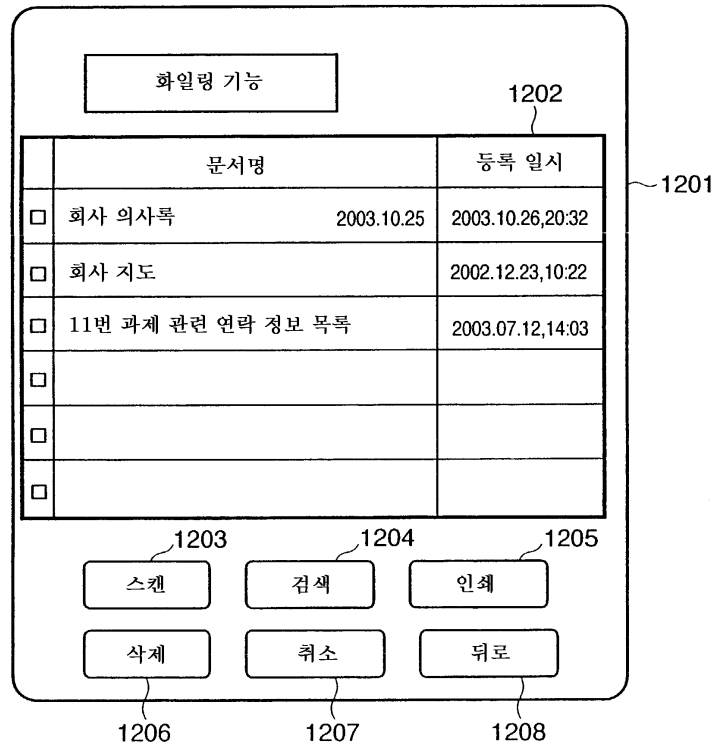 화일링 기능
1202
문서명 등록 일시
1201
회사 의사록 2003.10.25 2003.10.26,20:32
회사 지도 2002.12.23,10:22
11번 과제 관련 연락 정보 목록 2003.07.12,14:03
1203 1204 1205
스캔 검색 인쇄
삭제 취소 뒤로
1206 1207 1208